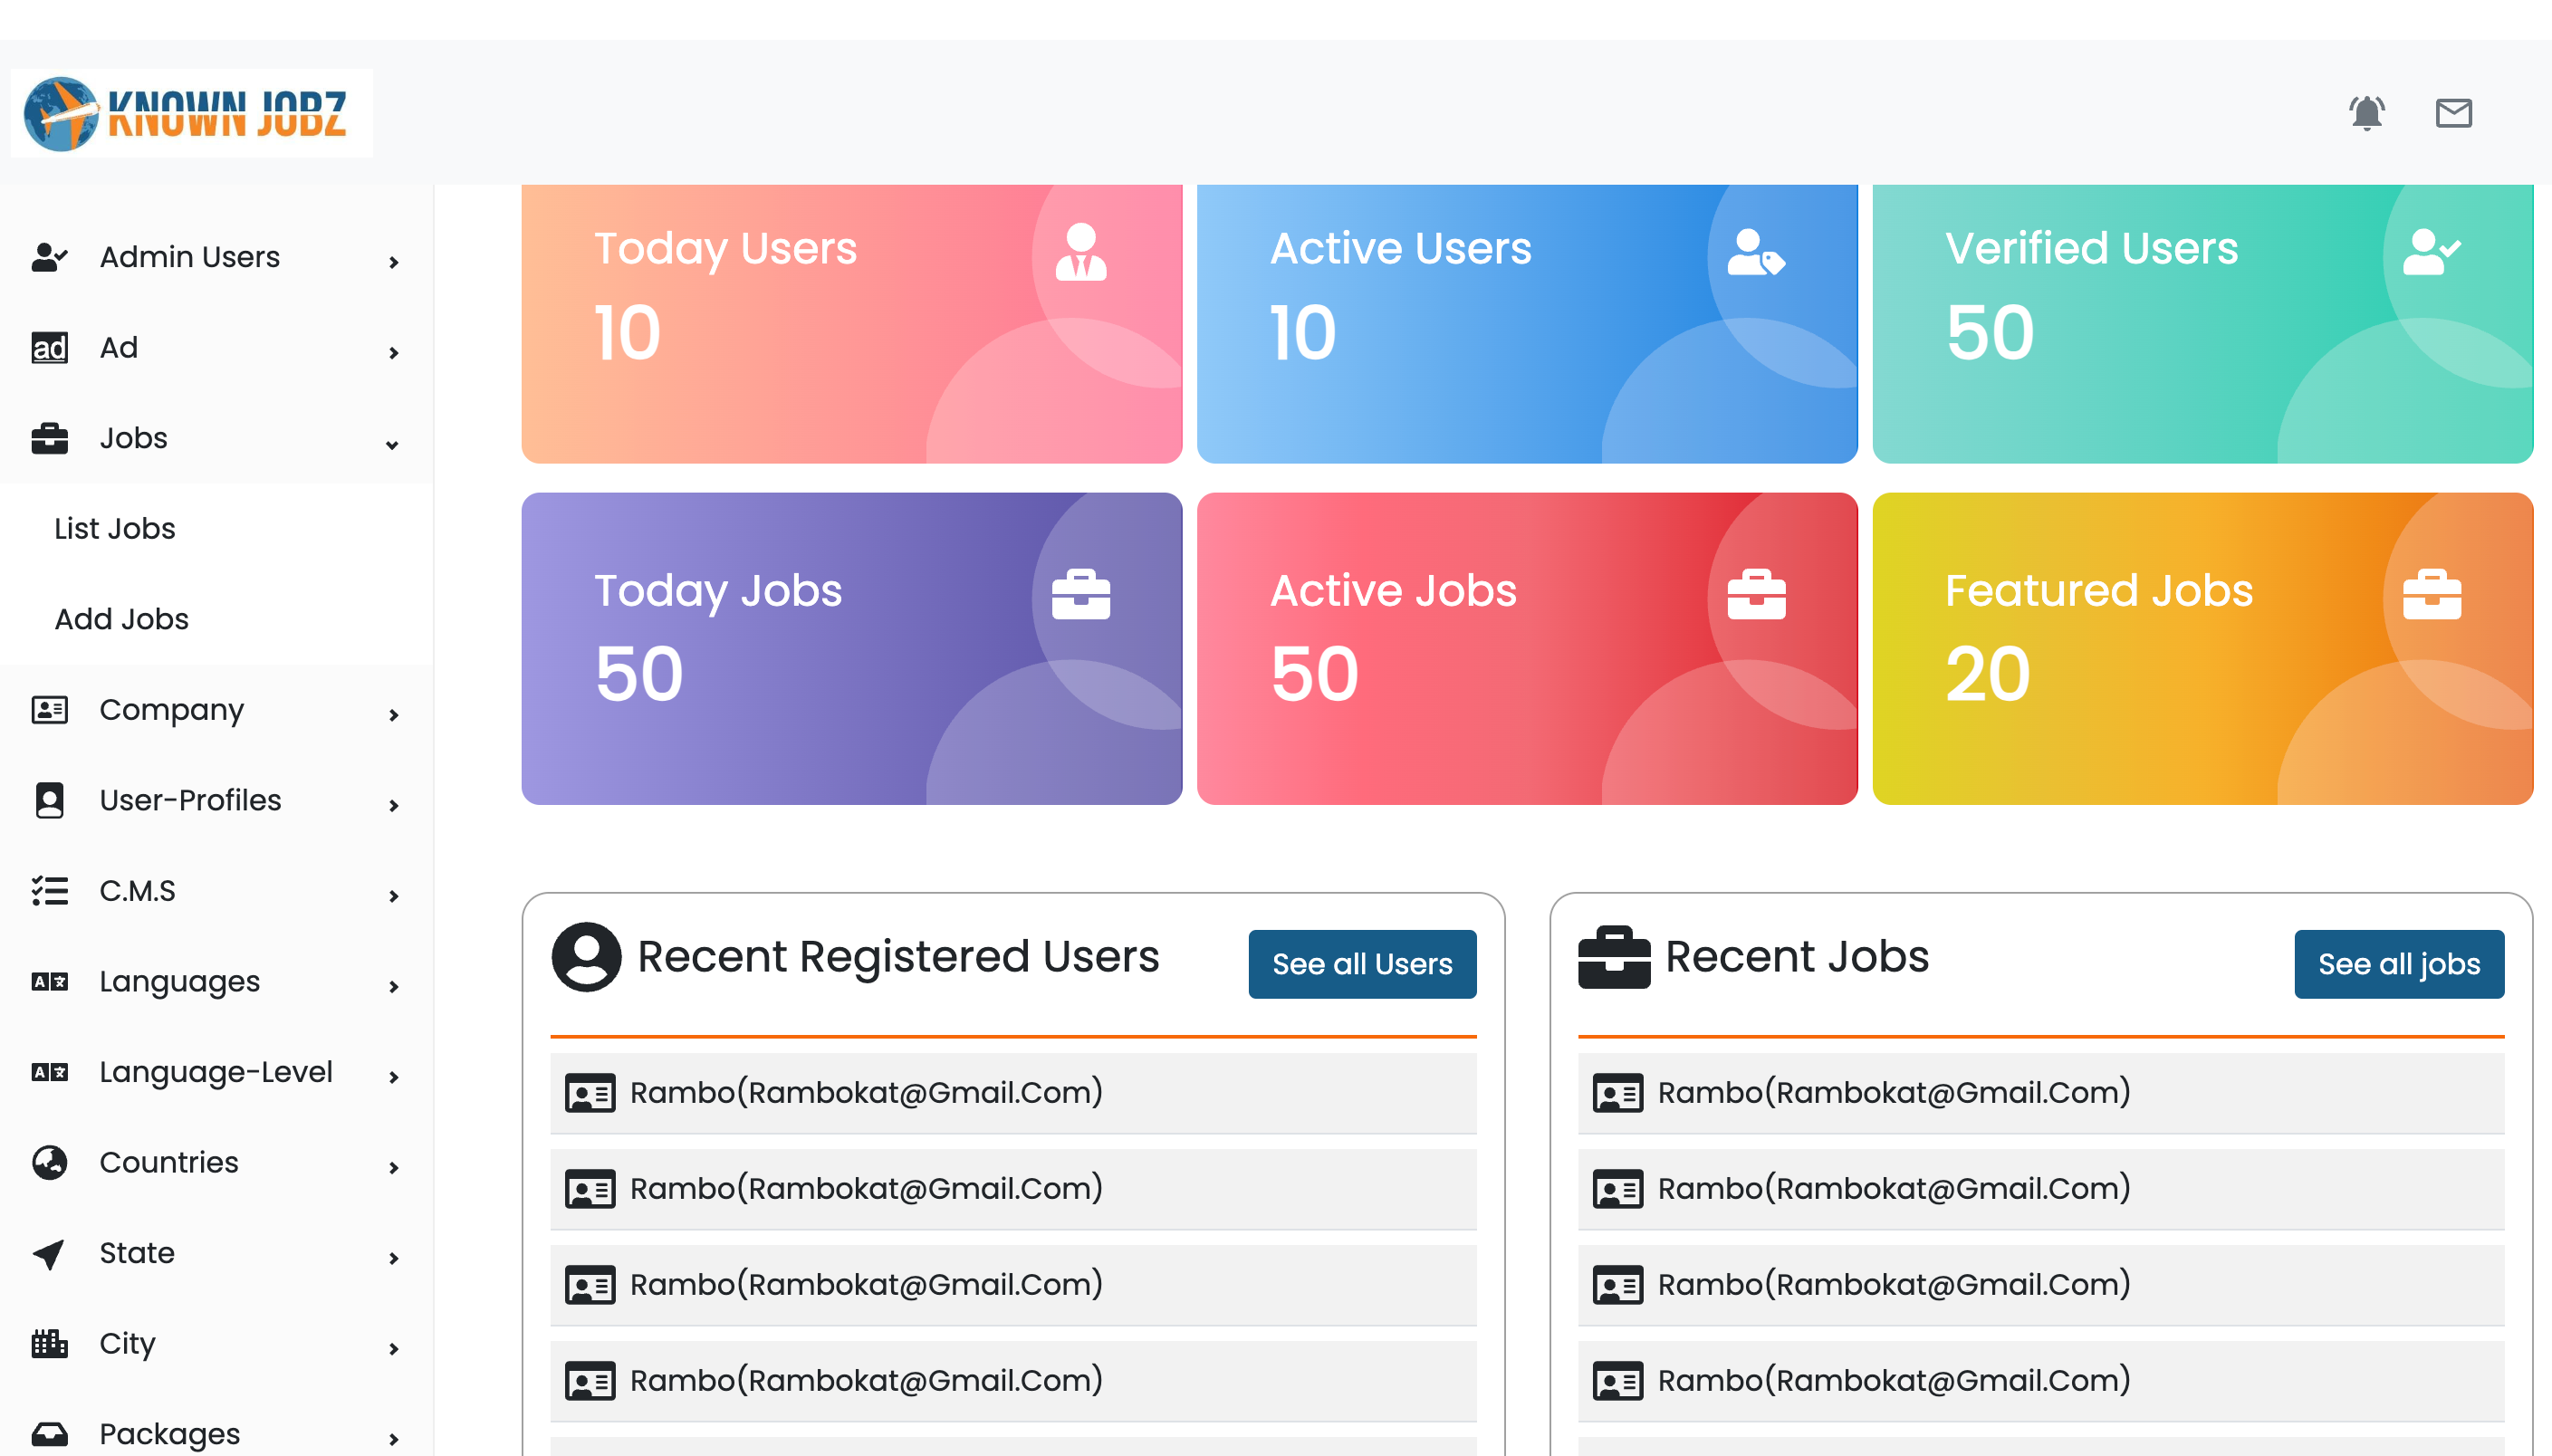 KNOWN JOBZ
Admin Users
Ad
Jobs
List Jobs
Add Jobs
Company
User-Profiles
C.M.S
Languages
Language-Level
Countries
State
City
Packages
Today Users
10
Active Users
10
Verified Users
50
Today Jobs
50
Active Jobs
50
Featured Jobs
20
Recent Registered Users
See all Users
Rambo(Rambokat@Gmail.Com)
Rambo(Rambokat@Gmail.Com)
Rambo(Rambokat@Gmail.Com)
Rambo(Rambokat@Gmail.Com)
Recent Jobs
See all jobs
Rambo(Rambokat@Gmail.Com)
Rambo(Rambokat@Gmail.Com)
Rambo(Rambokat@Gmail.Com)
Rambo(Rambokat@Gmail.Com)